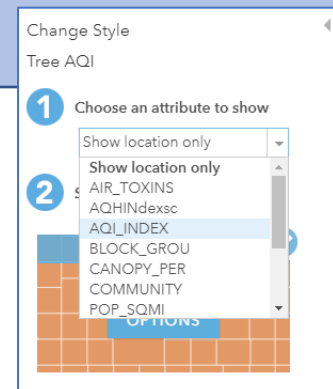 Change Style
Tree AQI
1 Choose an attribute to show
Show location only
Show location only
AIR_TOXINS
2 S
AQHINdexsc
AQI_INDEX
BLOCK_GROU
CANOPY_PER
COMMUNITY
POP_SQMI
OPTIONS